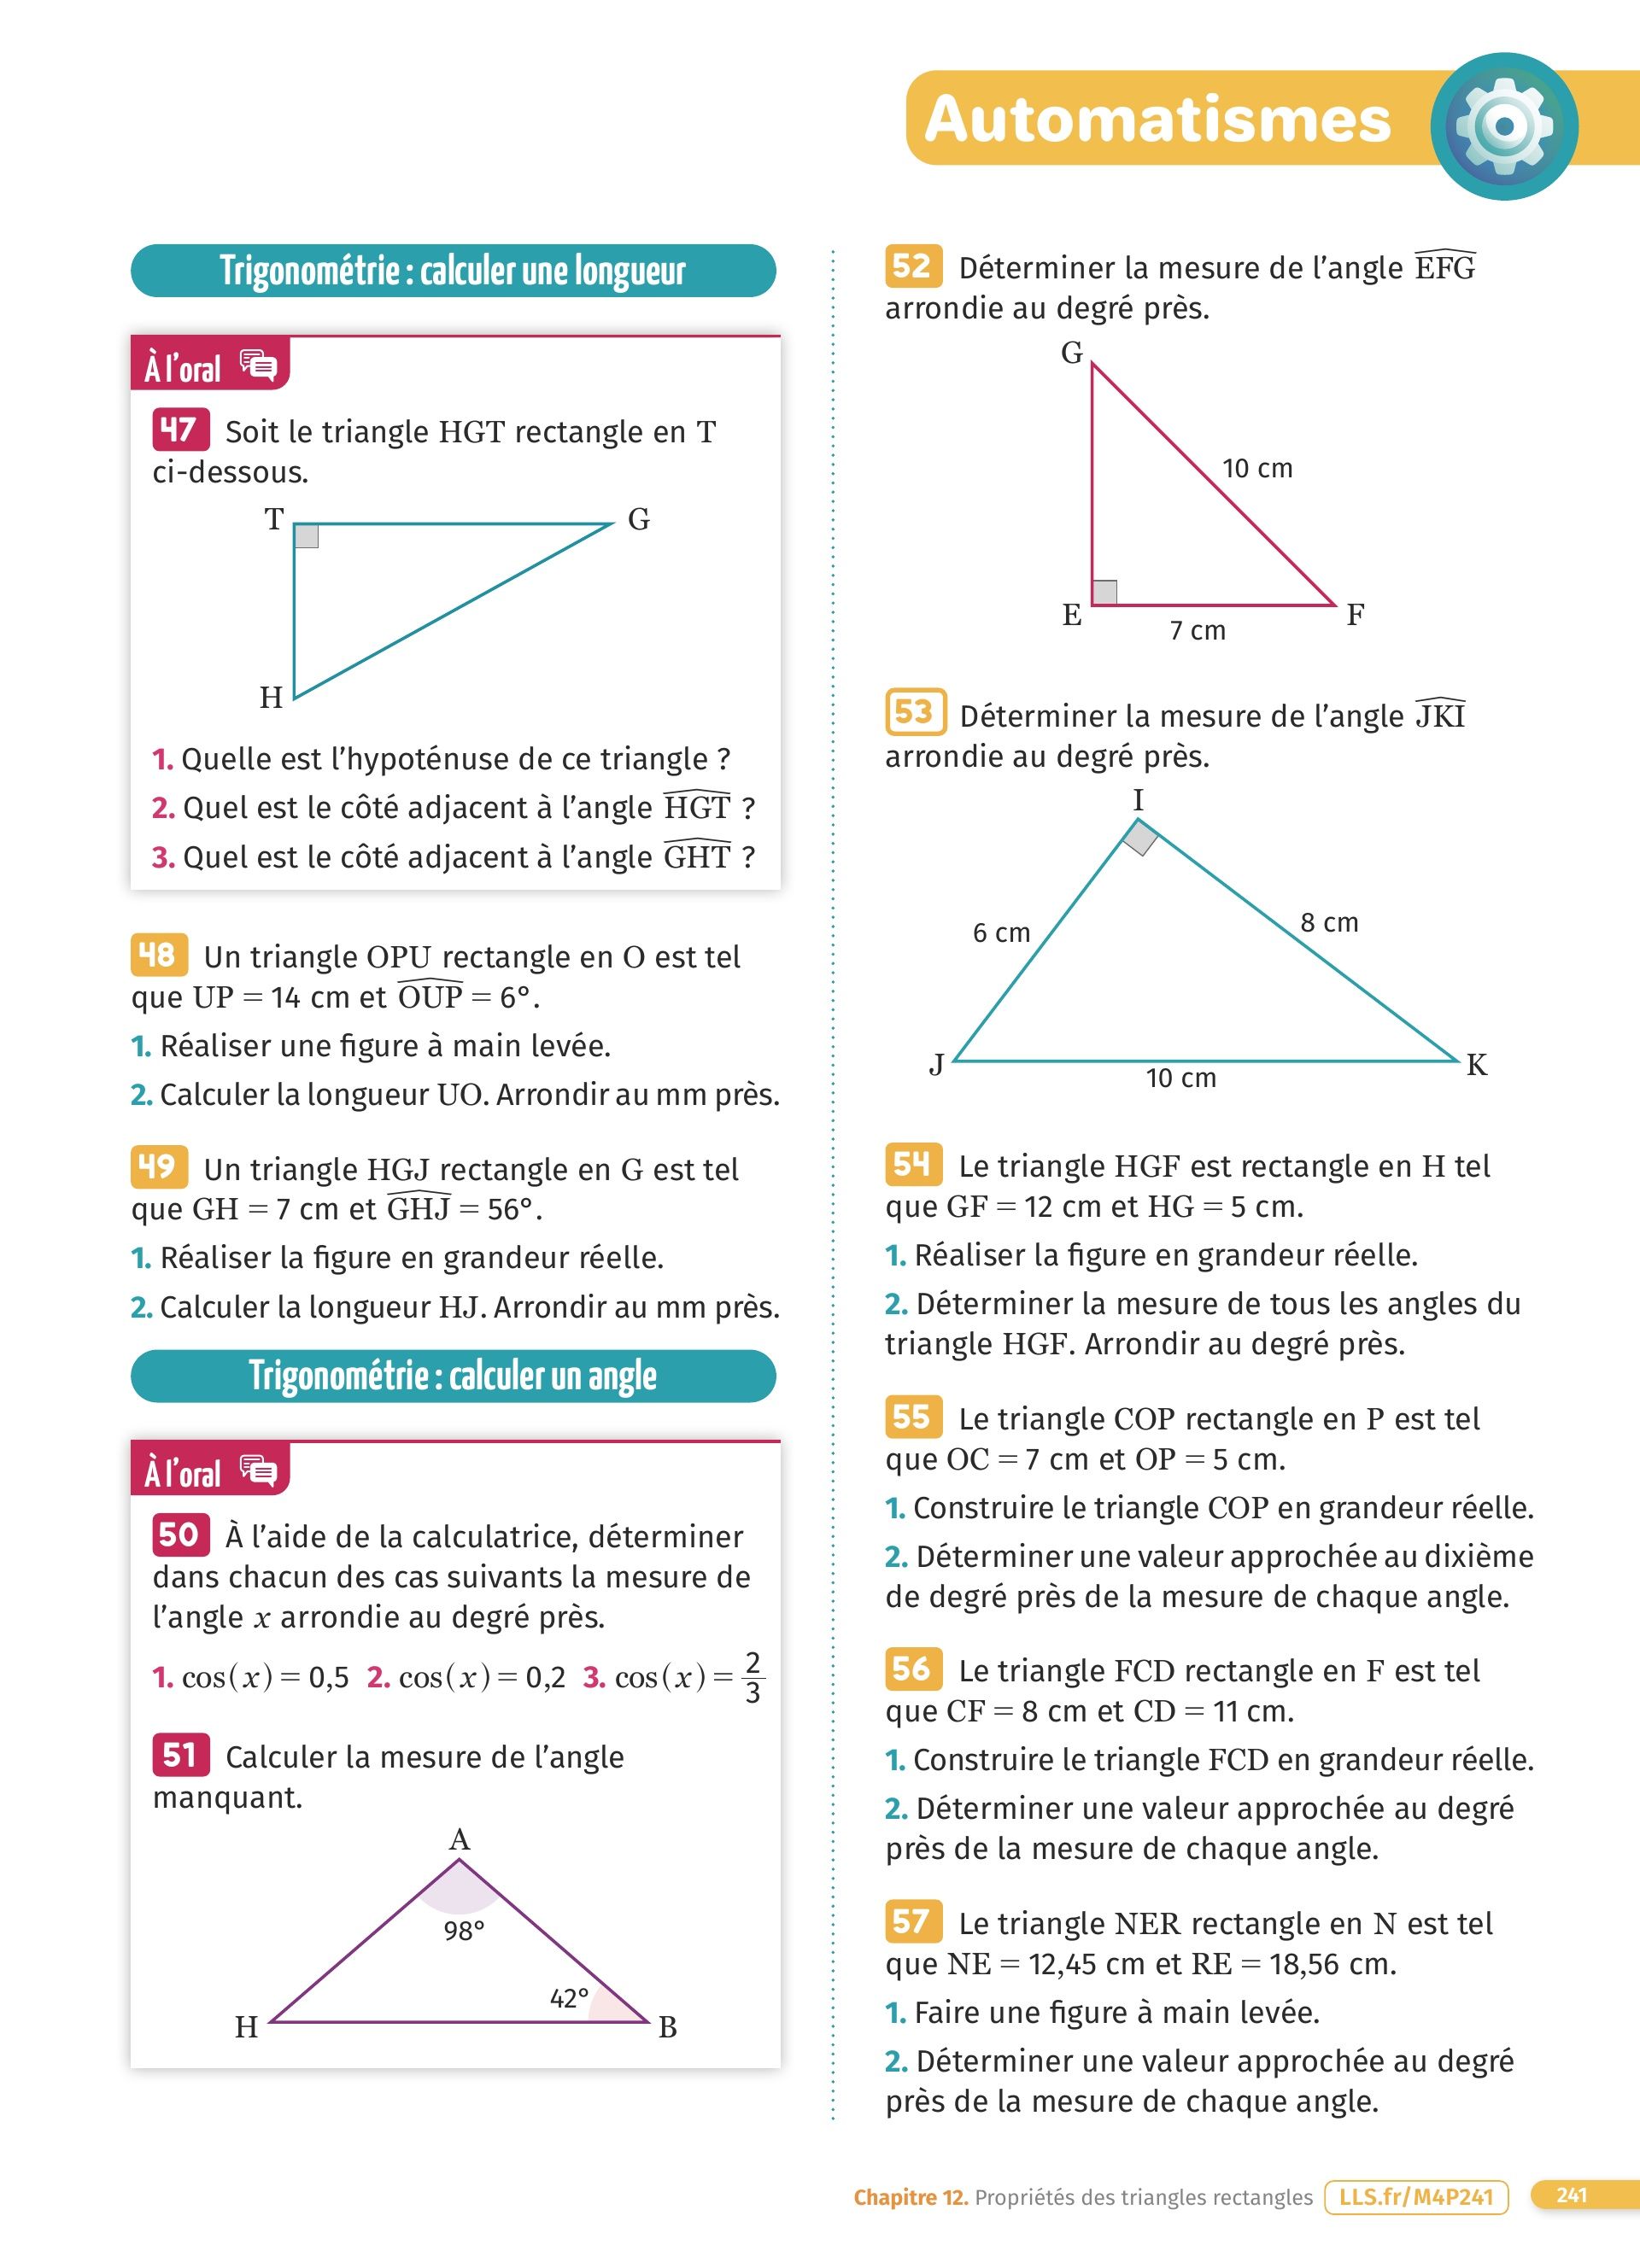 Automatismes
Trigonométrie : calculer une longueur
À l'oral
47 Soit le triangle HGT rectangle en T
ci-dessous.
T
G
H
1. Quelle est l'hypoténuse de ce triangle ?
2. Quel est le côté adjacent à l'angle HGT ?
3. Quel est le côté adjacent à l'angle GHT ?
48 Un triangle OPU rectangle en O est tel
que UP = 14 cm et OUP = 6°.
1. Réaliser une figure à main levée.
2. Calculer la longueur UO. Arrondir au mm près.
49 Un triangle HGJ rectangle en G est tel
que GH = 7 cm et GHJ = 56°.
1. Réaliser la figure en grandeur réelle.
2. Calculer la longueur HJ. Arrondir au mm près.
Trigonométrie : calculer un angle
À l'oral
50 À l'aide de la calculatrice, déterminer
dans chacun des cas suivants la mesure de
l'angle x arrondie au degré près.
1. cos(x) = 0,5 2. cos(x) = 0,2 3. cos(x) = 2/3
51 Calculer la mesure de l'angle
manquant.
A
98°
42°
H
B
52 Déterminer la mesure de l'angle EFG
arrondie au degré près.
G
10 cm
E
F
7 cm
53 Déterminer la mesure de l'angle JKI
arrondie au degré près.
I
6 cm
8 cm
J
K
10 cm
54 Le triangle HGF est rectangle en H tel
que GF = 12 cm et HG = 5 cm.
1. Réaliser la figure en grandeur réelle.
2. Déterminer la mesure de tous les angles du
triangle HGF. Arrondir au degré près.
55 Le triangle COP rectangle en P est tel
que OC = 7 cm et OP = 5 cm.
1. Construire le triangle COP en grandeur réelle.
2. Déterminer une valeur approchée au dixième
de degré près de la mesure de chaque angle.
56 Le triangle FCD rectangle en F est tel
que CF = 8 cm et CD = 11 cm.
1. Construire le triangle FCD en grandeur réelle.
2. Déterminer une valeur approchée au degré
près de la mesure de chaque angle.
57 Le triangle NER rectangle en N est tel
que NE = 12,45 cm et RE = 18,56 cm.
1. Faire une figure à main levée.
2. Déterminer une valeur approchée au degré
près de la mesure de chaque angle.
Chapitre 12. Propriétés des triangles rectangles LLS.fr/M4P241 241